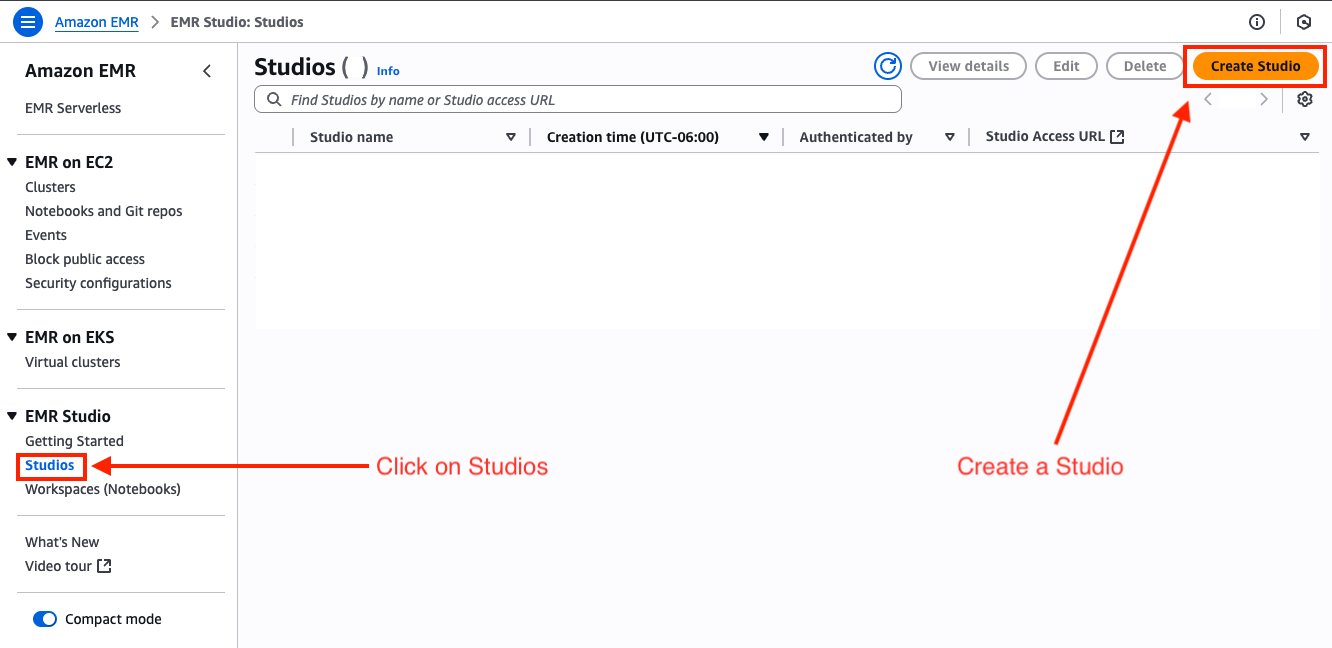 Amazon EMR > EMR Studio: Studios
Amazon EMR
EMR Serverless
EMR on EC2
Clusters
Notebooks and Git repos
Events
Block public access
Security configurations
EMR on EKS
Virtual clusters
EMR Studio
Getting Started
Studios
Workspaces (Notebooks)
What's New
Video tour
Compact mode
Studios ( ) Info
View details Edit Delete Create Studio
Find Studios by name or Studio access URL
Studio name Creation time (UTC-06:00) Authenticated by Studio Access URL
Click on Studios
Create a Studio